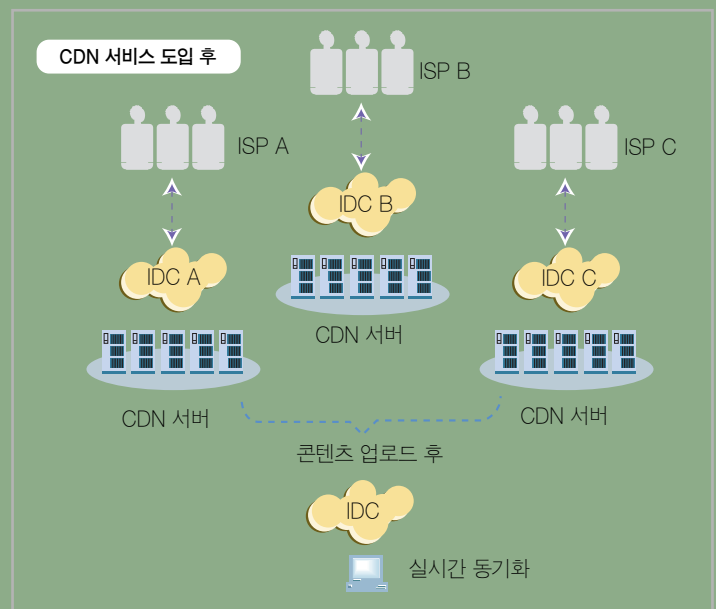 CDN 서비스 도입 후
ISP B
ISP A
ISP C
IDC B
IDC A
IDC C
CDN 서버
CDN 서버
CDN 서버
콘텐츠 업로드 후
IDC
실시간 동기화